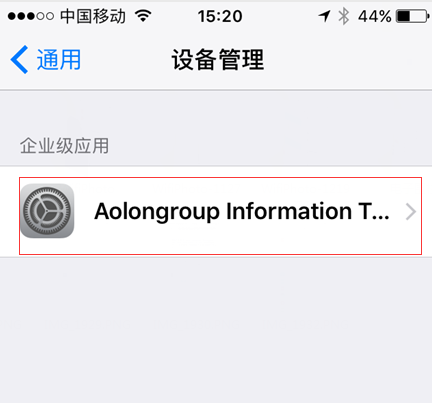 中国移动 15:20 44%
通用 设备管理
企业级应用
Aolongroup Information T...